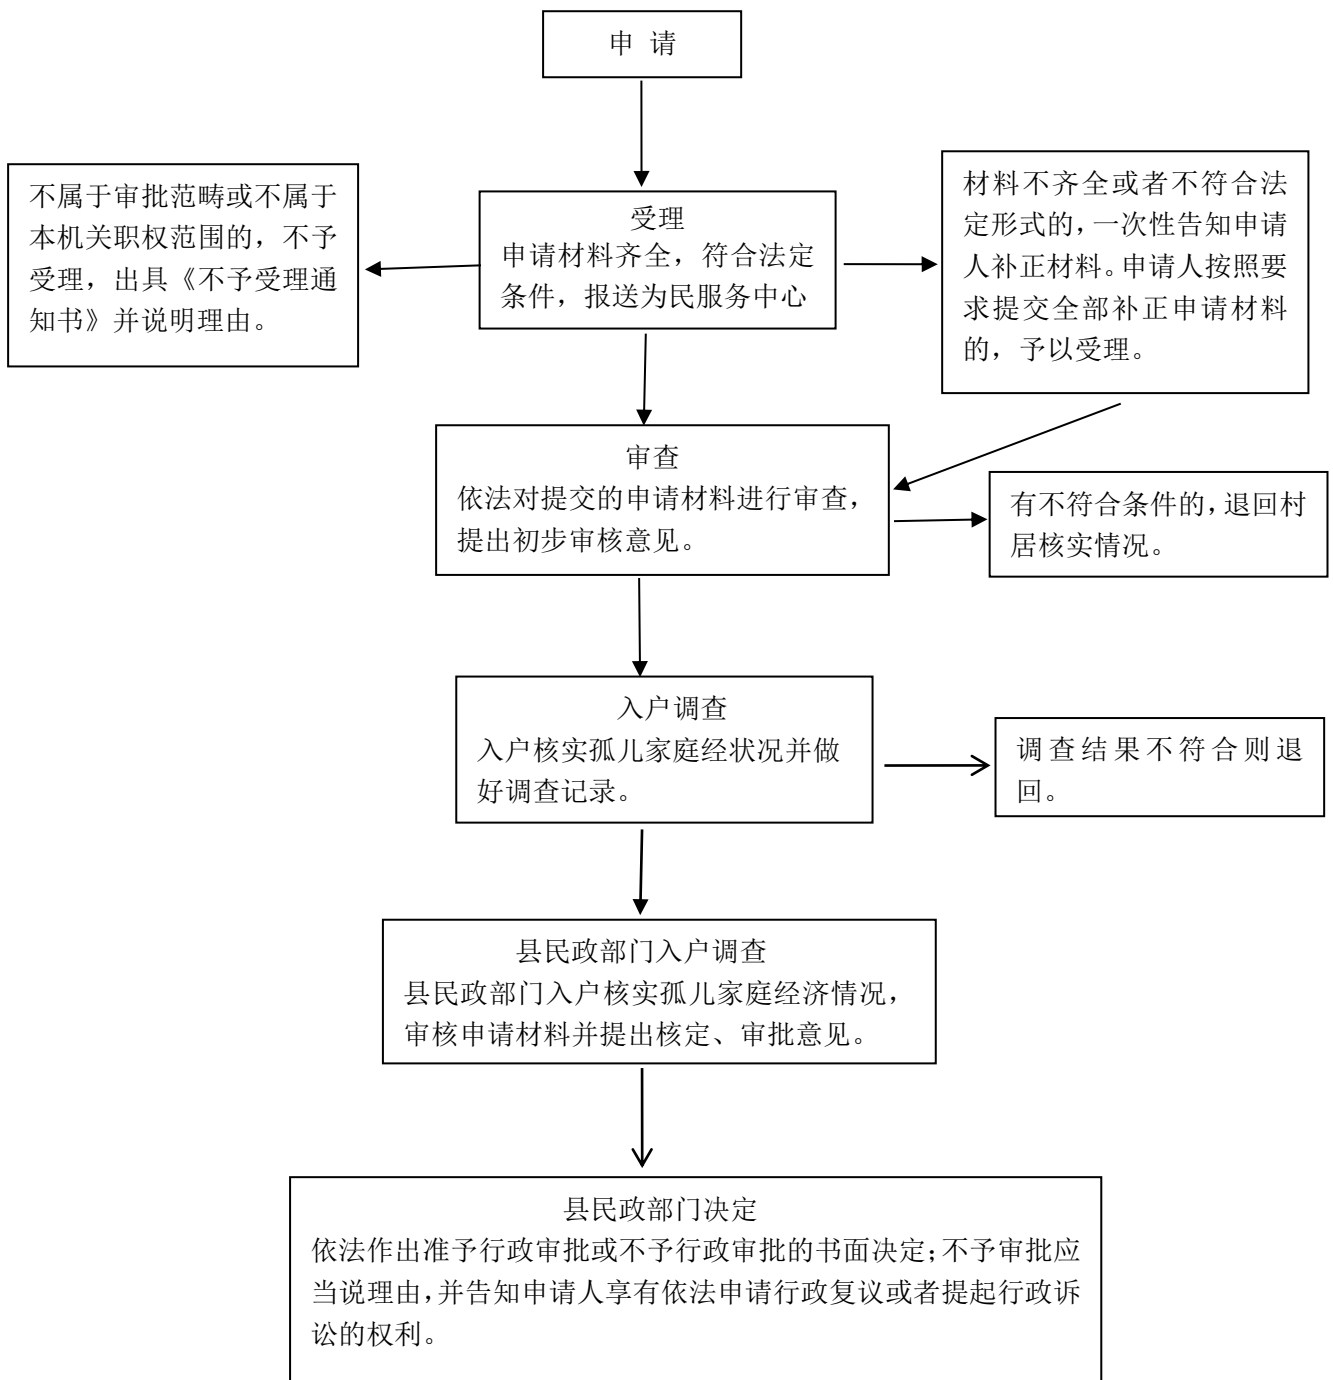 申 请
不属于审批范畴或不属于
本机关职权范围的，不予
受理，出具《不予受理通
知书》并说明理由。
受理
申请材料齐全，符合法定
条件，报送为民服务中心
材料不齐全或者不符合法
定形式的，一次性告知申请
人补正材料。申请人按照要
求提交全部补正申请材料
的，予以受理。
审查
依法对提交的申请材料进行审查，
提出初步审核意见。
有不符合条件的，退回村
居核实情况。
入户调查
入户核实孤儿家庭经状况并做
好调查记录。
调查结果不符合则退
回。
县民政部门入户调查
县民政部门入户核实孤儿家庭经济情况，
审核申请材料并提出核定、审批意见。
县民政部门决定
依法作出准予行政审批或不予行政审批的书面决定；不予审批应
当说理由，并告知申请人享有依法申请行政复议或者提起行政诉
讼的权利。